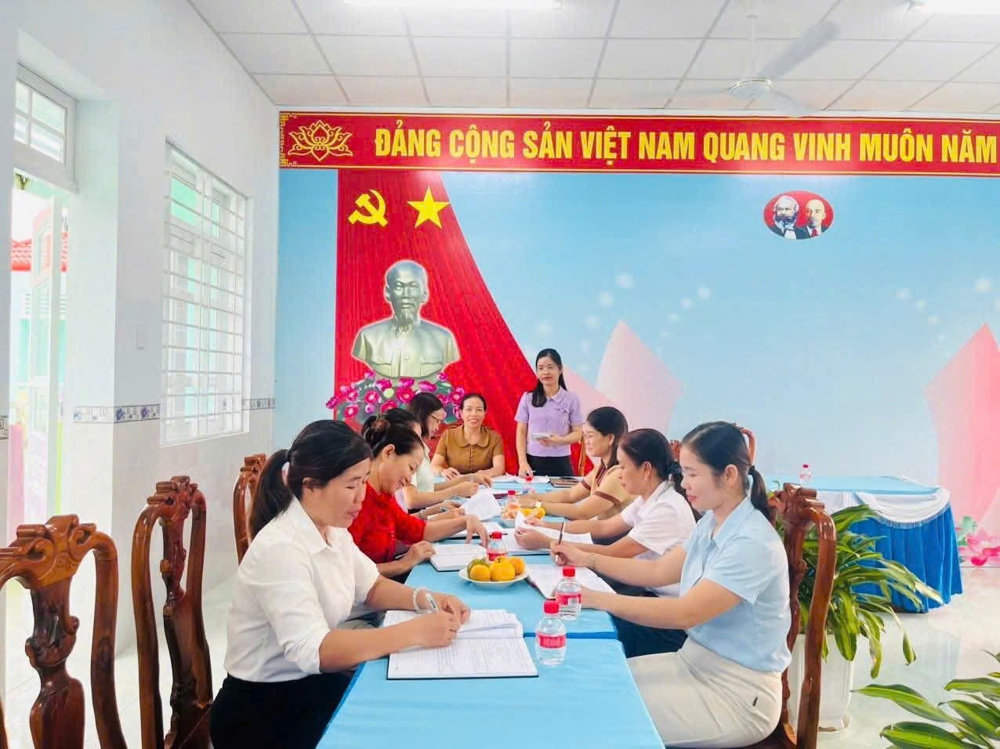 ĐẢNG CỘNG SẢN VIỆT NAM QUANG VINH MUÔN NĂM